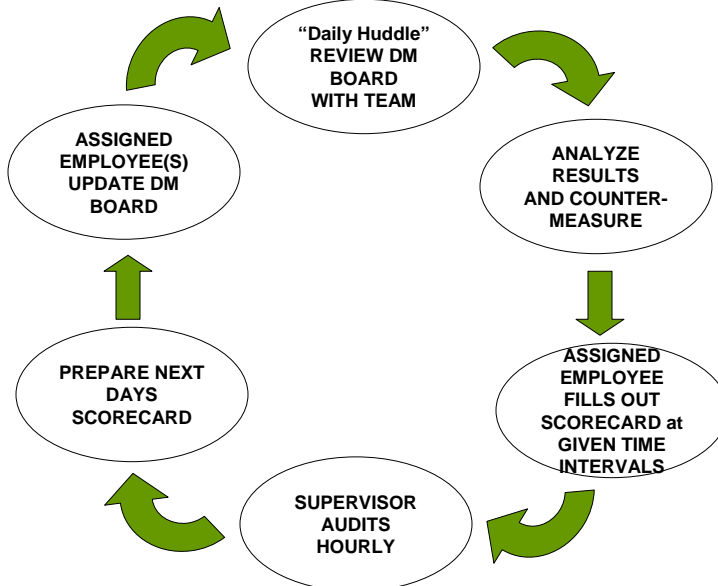 “Daily Huddle”
REVIEW DM
BOARD
WITH TEAM
ANALYZE
RESULTS
AND COUNTER-
MEASURE
ASSIGNED
EMPLOYEE
FILLS OUT
SCORECARD at
GIVEN TIME
INTERVALS
SUPERVISOR
AUDITS
HOURLY
PREPARE NEXT
DAYS
SCORECARD
ASSIGNED
EMPLOYEE(S)
UPDATE DM
BOARD